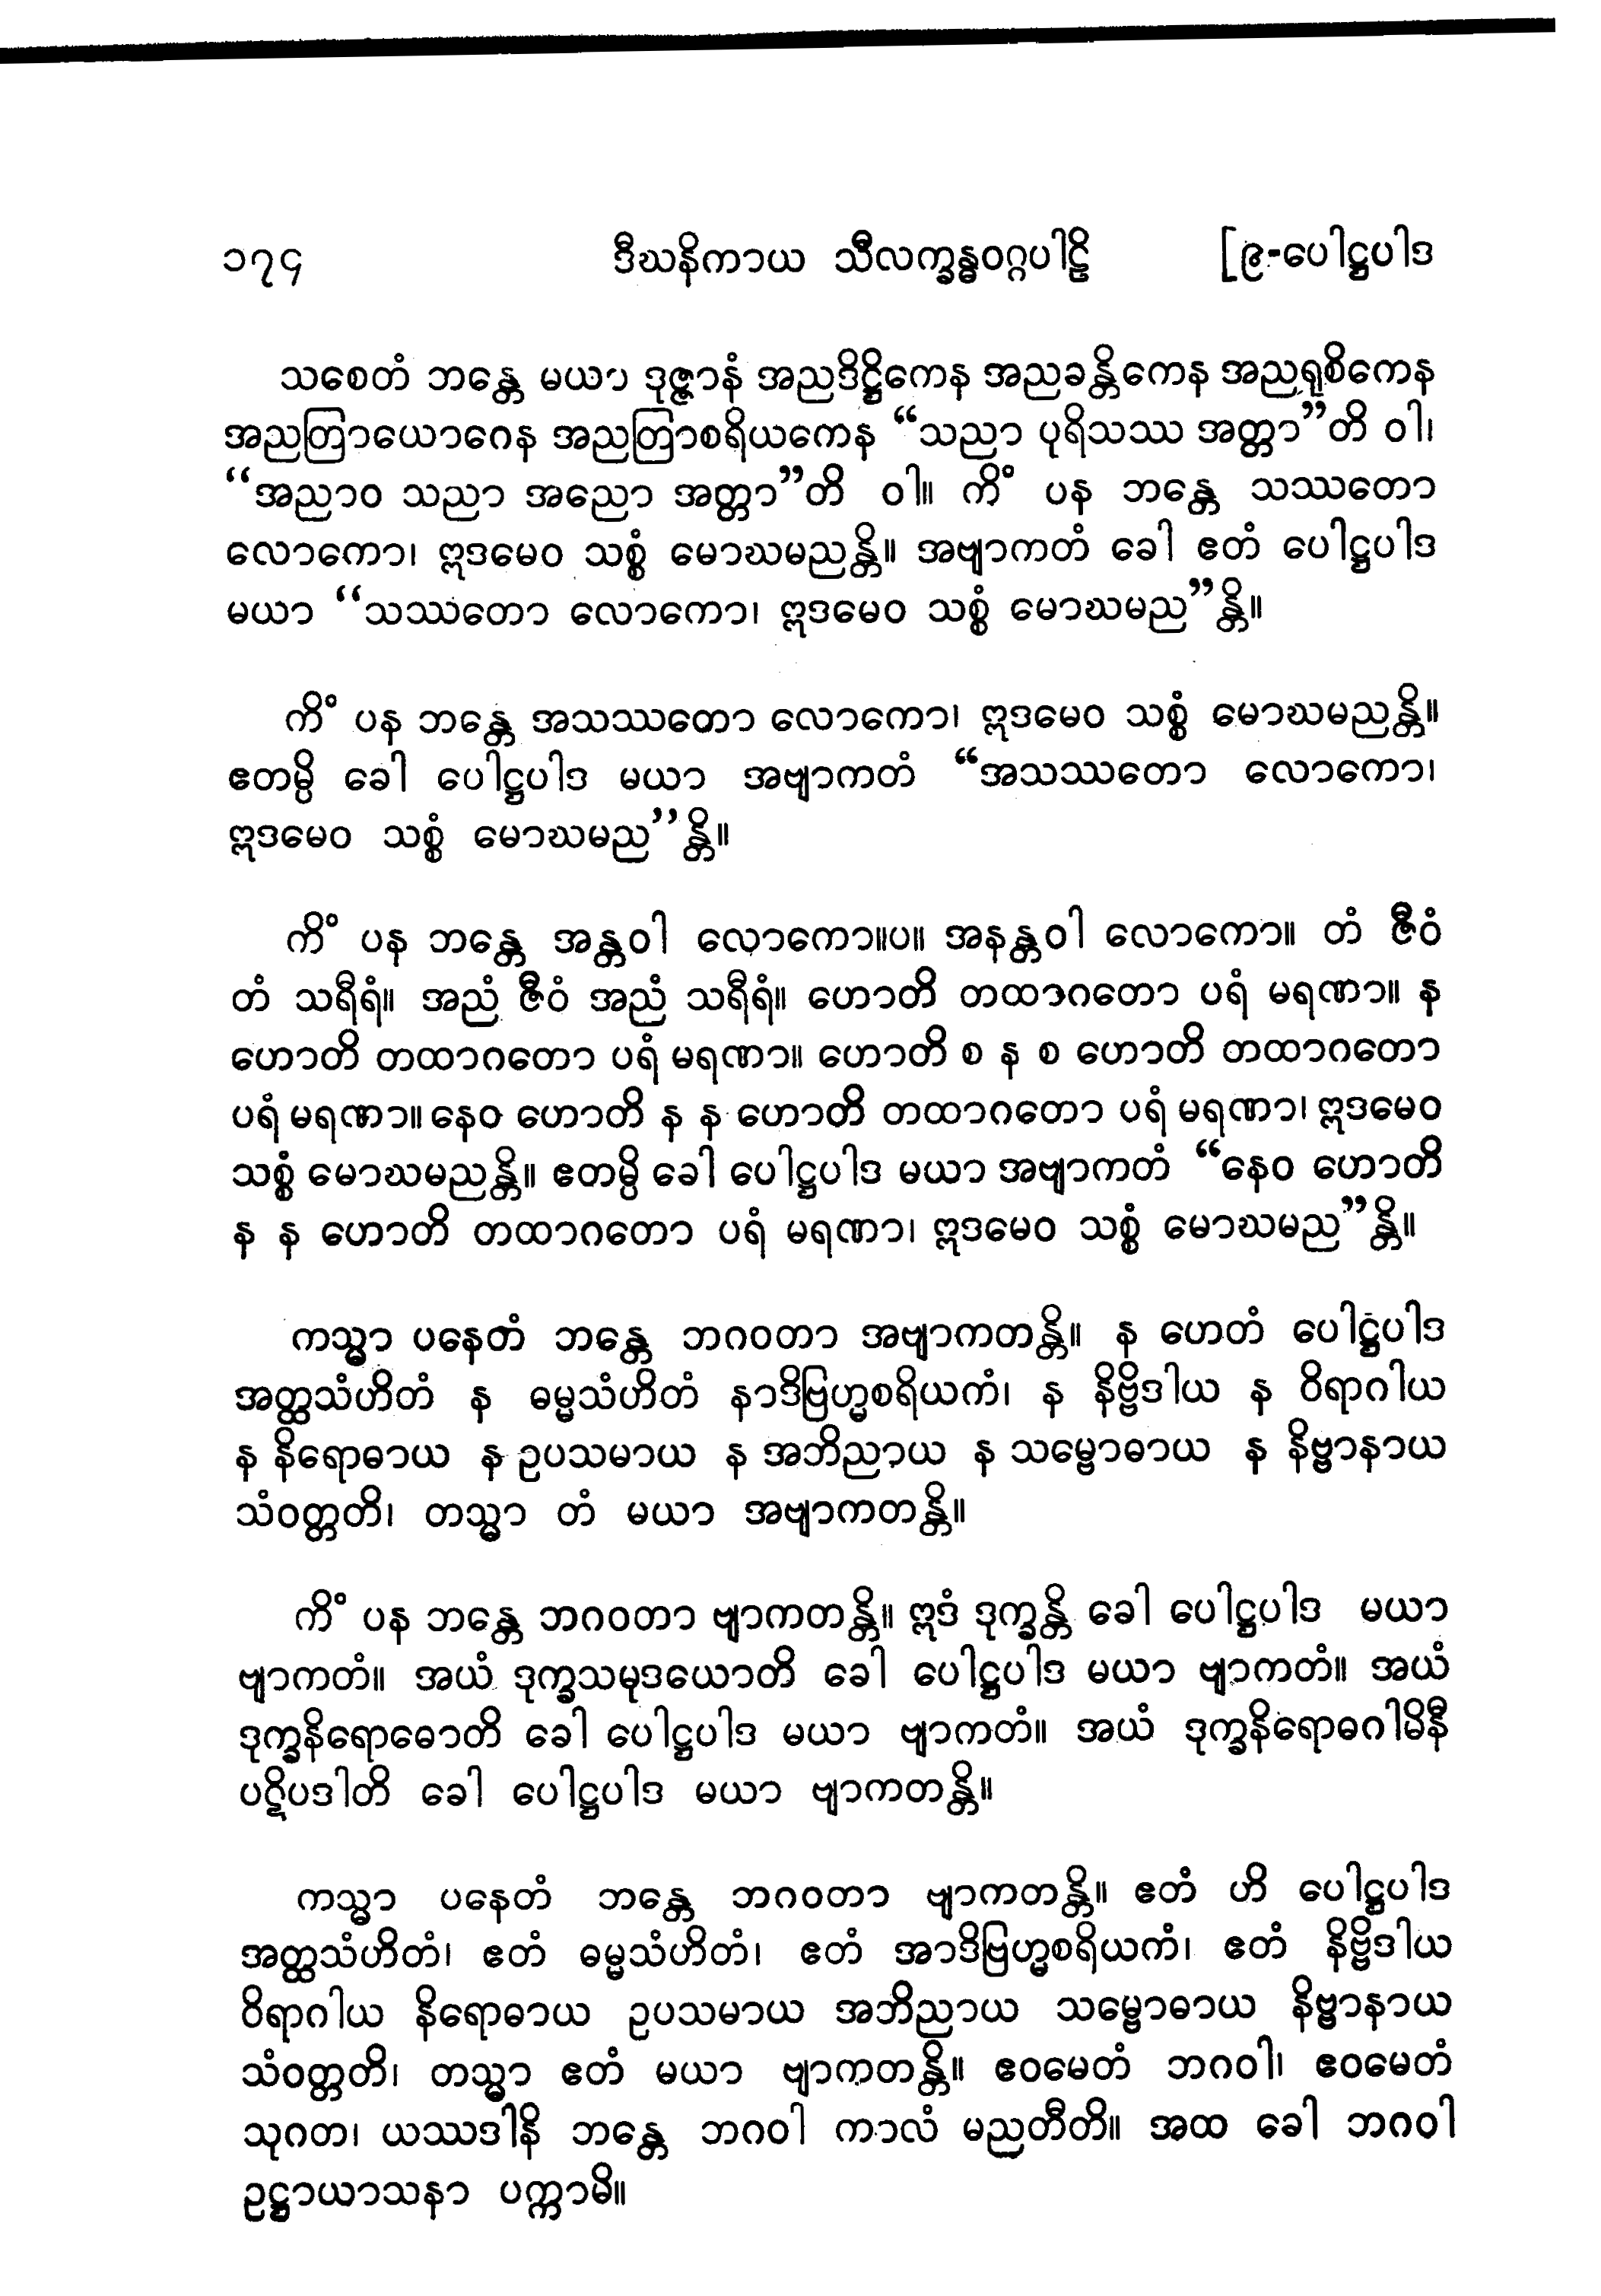 ၁၇၄ ဒီဃနိကာယ သီလက္ခန္ဓဝဂ္ဂပါဠိ [၉-ပေါဋ္ဌပါဒ
သစေတံ ဘန္တေ မယာ ဒုဇ္ဇာနံ အညဒိဋ္ဌိကေန အညခန္တိကေန အညရုစိကေန
အညတြာယောဂေန အညတြာစရိယကေန “သညာ ပုရိသဿ အတ္တာ”တိ ဝါ၊
“အညာဝ သညာ အညော အတ္တာ”တိ ဝါ။ ကိံ ပန ဘန္တေ သဿတော
လောကော၊ ဣဒမေဝ သစ္စံ မောဃမညန္တိ။ အဗျာကတံ ခေါ ဧတံ ပေါဋ္ဌပါဒ
မယာ “သဿတော လောကော၊ ဣဒမေဝ သစ္စံ မောဃမည”န္တိ။
ကိံ ပန ဘန္တေ အသဿတော လောကော၊ ဣဒမေဝ သစ္စံ မောဃမညန္တိ။
ဧတမ္ပိ ခေါ ပေါဋ္ဌပါဒ မယာ အဗျာကတံ “အသဿတော လောကော၊
ဣဒမေဝ သစ္စံ မောဃမည”န္တိ။
ကိံ ပန ဘန္တေ အန္တဝါ လောကော။ပ။ အနန္တဝါ လောကော။ တံ ဇီဝံ
တံ သရီရံ။ အညံ ဇီဝံ အညံ သရီရံ။ ဟောတိ တထာဂတော ပရံ မရဏာ။ န
ဟောတိ တထာဂတော ပရံ မရဏာ။ ဟောတိ စ န စ ဟောတိ တထာဂတော
ပရံ မရဏာ။ နေဝ ဟောတိ န န ဟောတိ တထာဂတော ပရံ မရဏာ၊ ဣဒမေဝ
သစ္စံ မောဃမညန္တိ။ ဧတမ္ပိ ခေါ ပေါဋ္ဌပါဒ မယာ အဗျာကတံ “နေဝ ဟောတိ
န န ဟောတိ တထာဂတော ပရံ မရဏာ၊ ဣဒမေဝ သစ္စံ မောဃမည”န္တိ။
ကသ္မာ ပနေတံ ဘန္တေ ဘဂဝတာ အဗျာကတန္တိ။ န ဟေတံ ပေါဋ္ဌပါဒ
အတ္ထသံဟိတံ န ဓမ္မသံဟိတံ နာဒိဗြဟ္မစရိယကံ၊ န နိဗ္ဗိဒါယ န ဝိရာဂါယ
န နိရောဓာယ န ဥပသမာယ န အဘိညာယ န သမ္ဗောဓာယ န နိဗ္ဗာနာယ
သံဝတ္တတိ၊ တသ္မာ တံ မယာ အဗျာကတန္တိ။
ကိံ ပန ဘန္တေ ဘဂဝတာ ဗျာကတန္တိ။ ဣဒံ ဒုက္ခန္တိ ခေါ ပေါဋ္ဌပါဒ မယာ
ဗျာကတံ။ အယံ ဒုက္ခသမုဒယောတိ ခေါ ပေါဋ္ဌပါဒ မယာ ဗျာကတံ။ အယံ
ဒုက္ခနိရောဓောတိ ခေါ ပေါဋ္ဌပါဒ မယာ ဗျာကတံ။ အယံ ဒုက္ခနိရောဓဂါမိနီ
ပဋိပဒါတိ ခေါ ပေါဋ္ဌပါဒ မယာ ဗျာကတန္တိ။
ကသ္မာ ပနေတံ ဘန္တေ ဘဂဝတာ ဗျာကတန္တိ။ ဧတံ ဟိ ပေါဋ္ဌပါဒ
အတ္ထသံဟိတံ၊ ဧတံ ဓမ္မသံဟိတံ၊ ဧတံ အာဒိဗြဟ္မစရိယကံ၊ ဧတံ နိဗ္ဗိဒါယ
ဝိရာဂါယ နိရောဓာယ ဥပသမာယ အဘိညာယ သမ္ဗောဓာယ နိဗ္ဗာနာယ
သံဝတ္တတိ၊ တသ္မာ ဧတံ မယာ ဗျာကတန္တိ။ ဧဝမေတံ ဘဂဝါ၊ ဧဝမေတံ
သုဂတ၊ ယဿဒါနိ ဘန္တေ ဘဂဝါ ကာလံ မညတီတိ။ အထ ခေါ ဘဂဝါ
ဥဋ္ဌာယာသနာ ပက္ကာမိ။